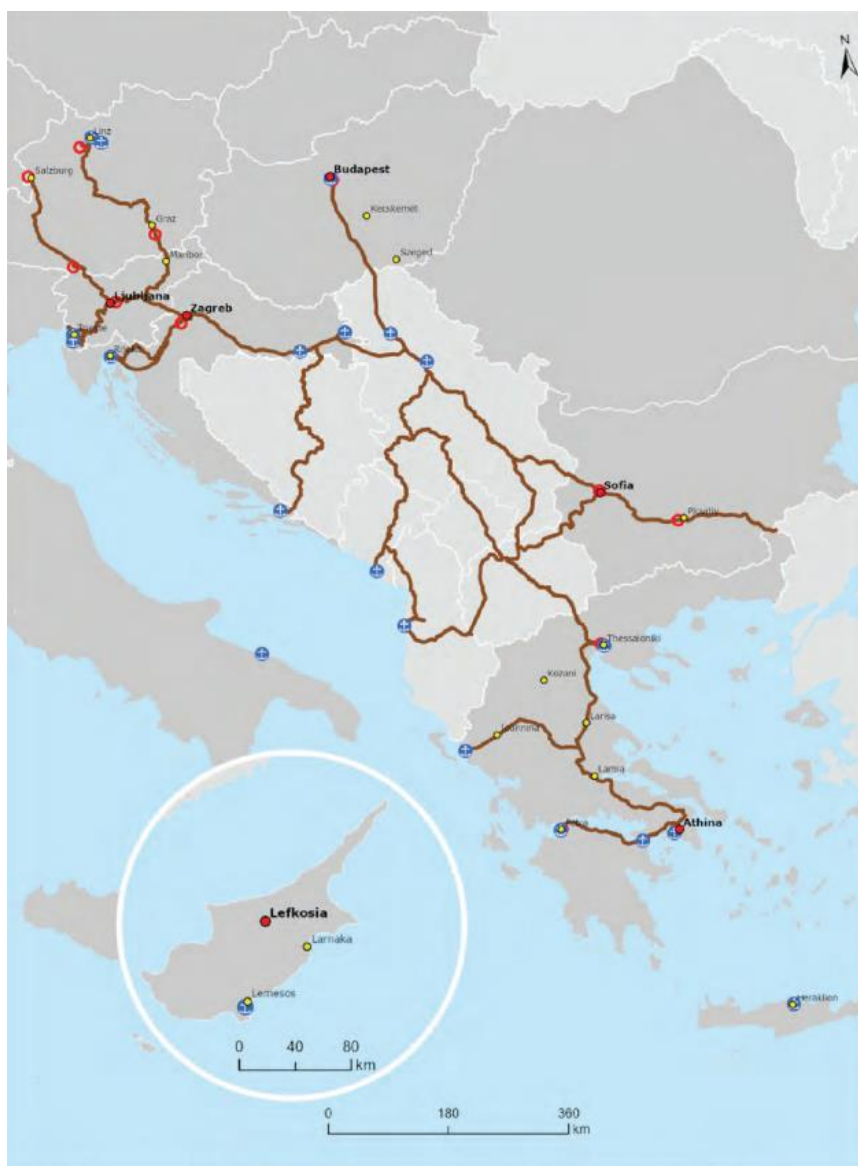 N
Linz
Salzburg
Budapest
Kecskemét
Graz
Szeged
Maribor
Ljubljana
Zagreb
Sofia
Plovdiv
Thessaloniki
Kozani
Larisa
Ioannina
Lamia
Athina
Lefkosia
Larnaka
Lemesos
Heraklion
0 40 80
km
0 180 360
km